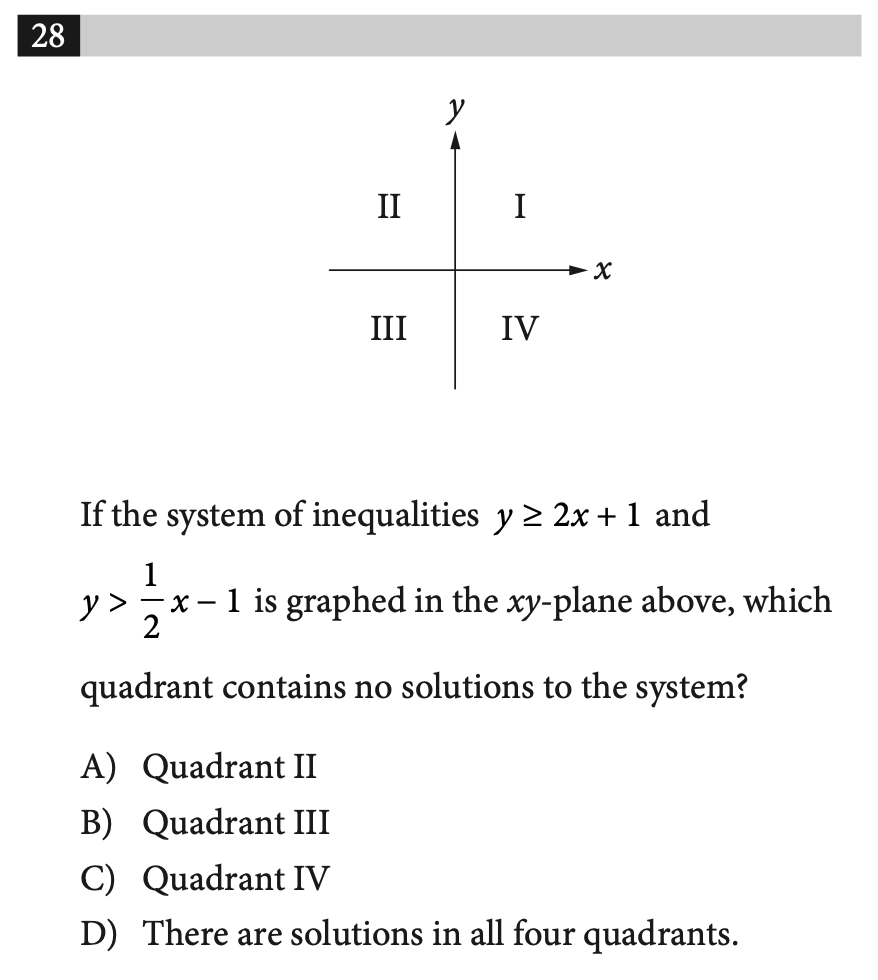 28
y
II I
x
III IV
If the system of inequalities y ≥ 2x + 1 and
y > 1/2 x − 1 is graphed in the xy-plane above, which
quadrant contains no solutions to the system?
A) Quadrant II
B) Quadrant III
C) Quadrant IV
D) There are solutions in all four quadrants.